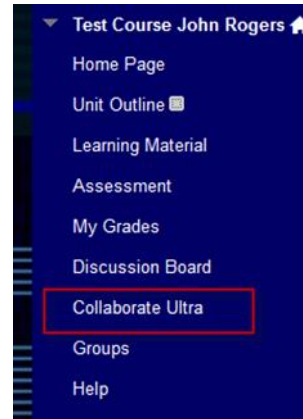 Test Course John Rogers
Home Page
Unit Outline
Learning Material
Assessment
My Grades
Discussion Board
Collaborate Ultra
Groups
Help